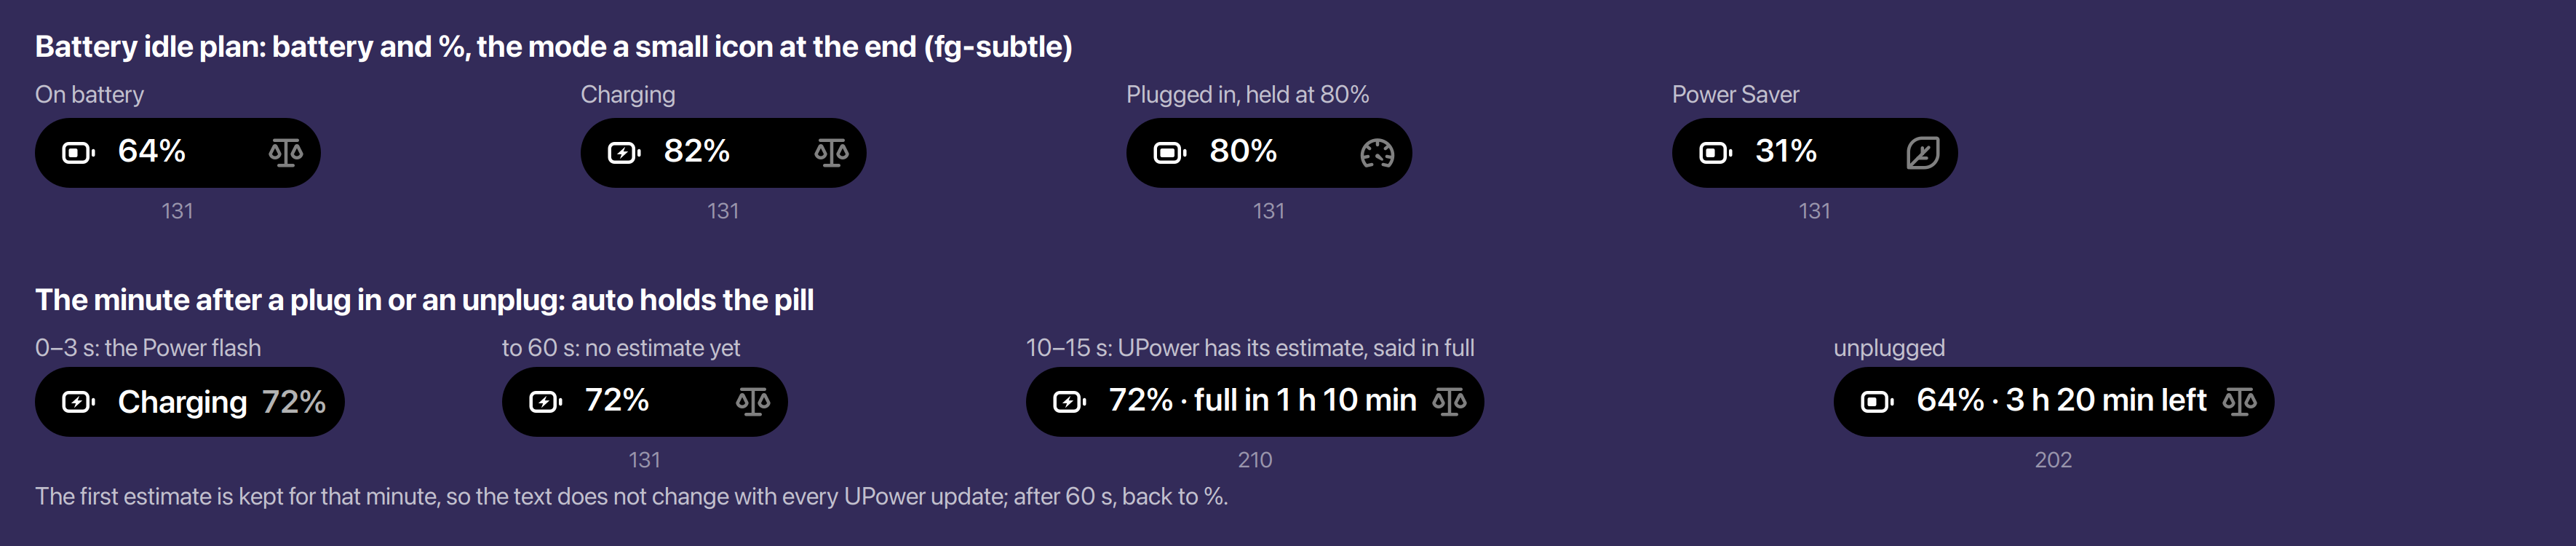 Battery idle plan: battery and %, the mode a small icon at the end (fg-subtle)
On battery
Charging
Plugged in, held at 80%
Power Saver
64%
82%
80%
31%
131
131
131
131
The minute after a plug in or an unplug: auto holds the pill
0–3 s: the Power flash
to 60 s: no estimate yet
10–15 s: UPower has its estimate, said in full
unplugged
Charging 72%
72%
72% · full in 1 h 10 min
64% · 3 h 20 min left
131
210
202
The first estimate is kept for that minute, so the text does not change with every UPower update; after 60 s, back to %.